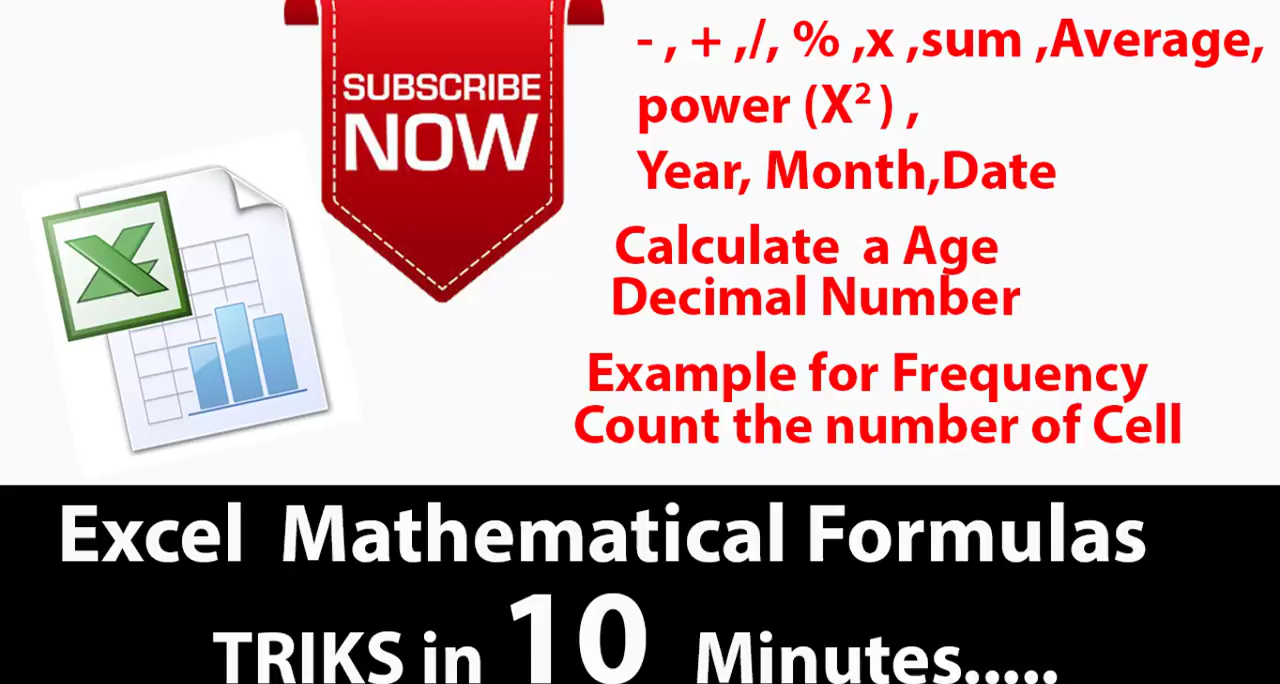 SUBSCRIBE
NOW
- , + ,/, % ,x ,sum ,Average,
power (X²) ,
Year, Month,Date
Calculate a Age
Decimal Number
Example for Frequency
Count the number of Cell
Excel Mathematical Formulas
TRIKS in 10 Minutes.....